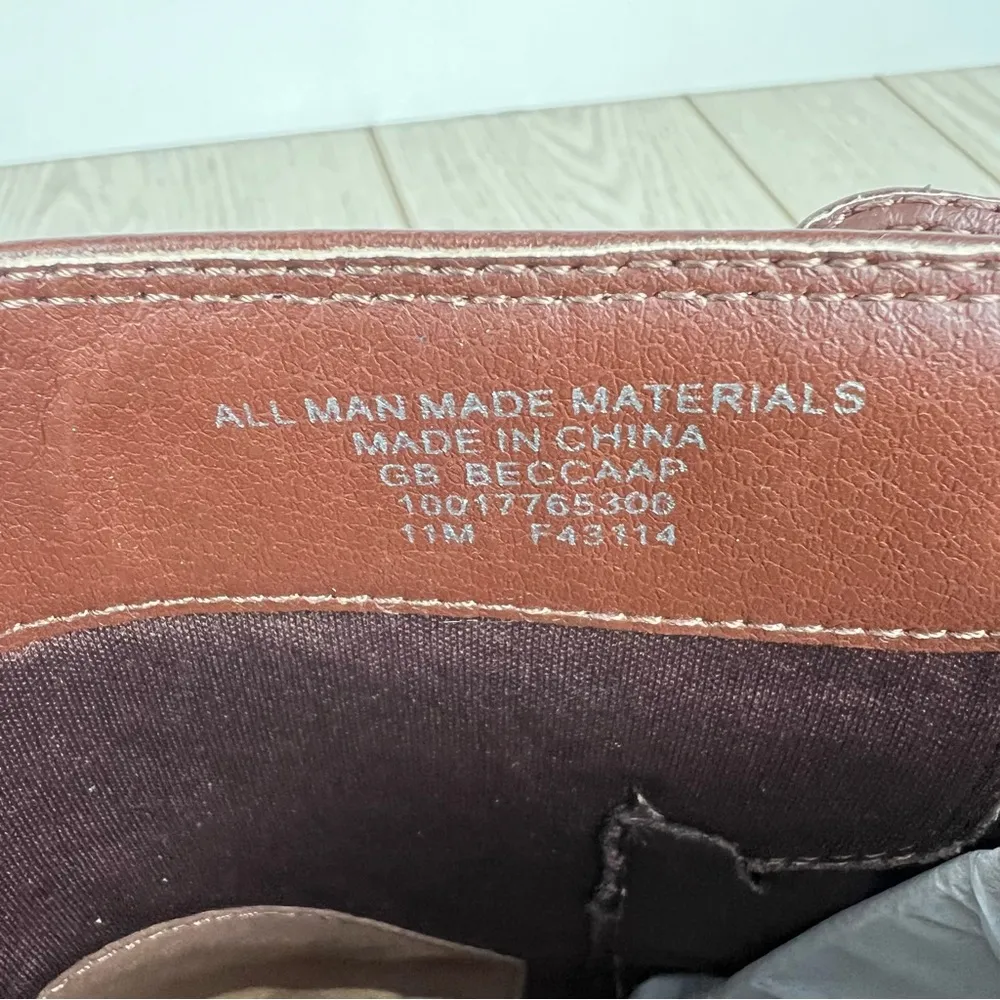 ALL MAN MADE MATERIALS
MADE IN CHINA
GB BECCAAP
10017765300
11M F43114